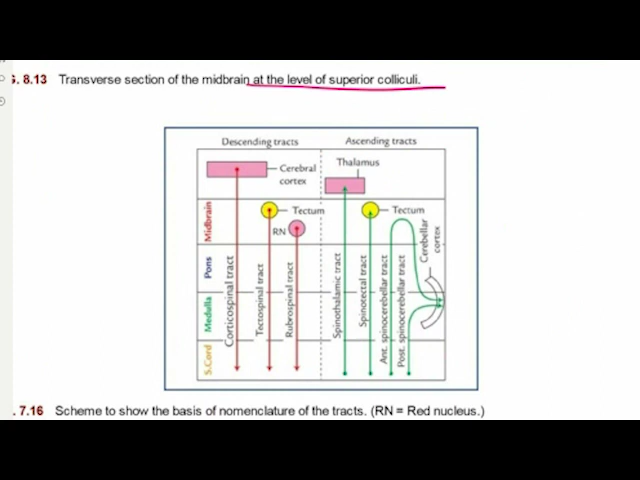 . 8.13 Transverse section of the midbrain at the level of superior colliculi.
Descending tracts
Ascending tracts
Cerebral
cortex
Thalamus
Midbrain
Pons
Medulla
S.Cord
Tectum
RN
Tectum
Cerebellar
cortex
Corticospinal tract
Tectospinal tract
Rubrospinal tract
Spinothalamic tract
Spinotectal tract
Ant. spinocerebellar tract
Post. spinocerebellar tract
. 7.16 Scheme to show the basis of nomenclature of the tracts. (RN = Red nucleus.)